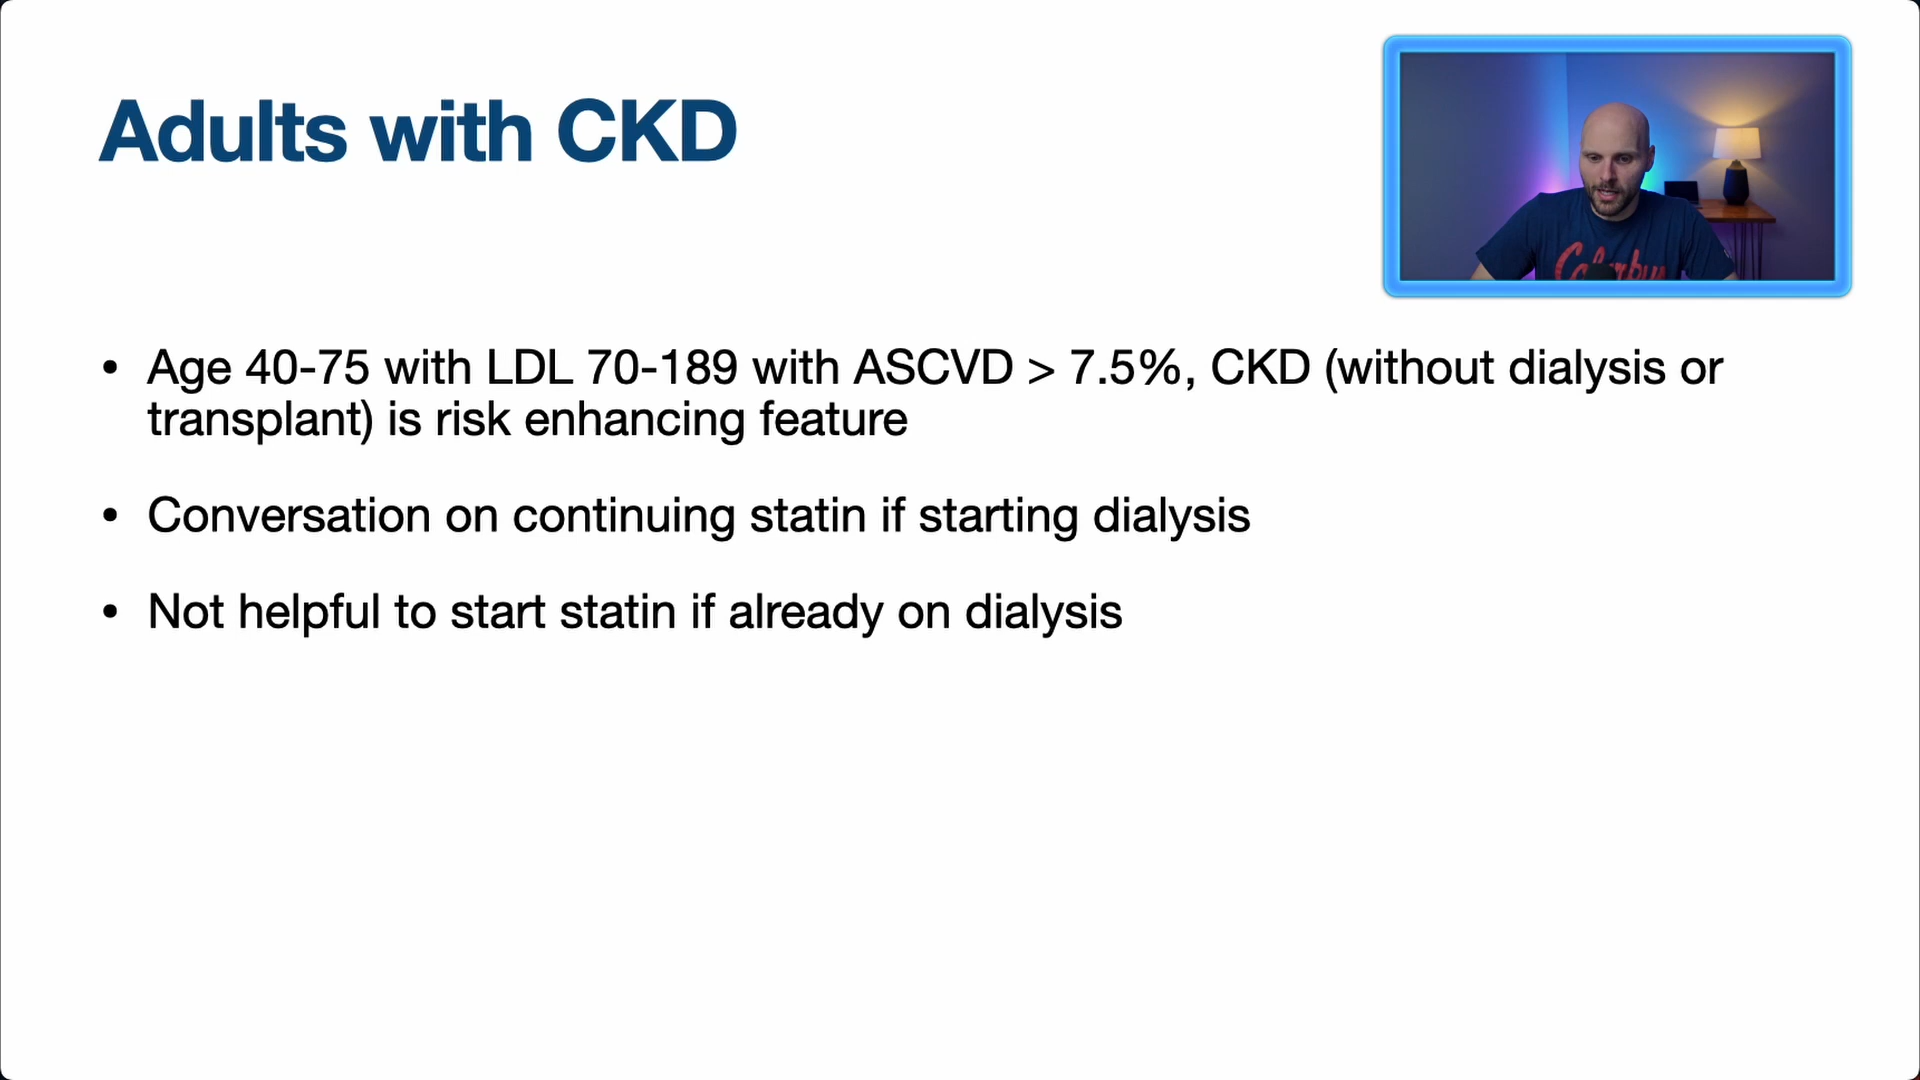 Adults with CKD
• Age 40-75 with LDL 70-189 with ASCVD > 7.5%, CKD (without dialysis or
transplant) is risk enhancing feature
• Conversation on continuing statin if starting dialysis
• Not helpful to start statin if already on dialysis